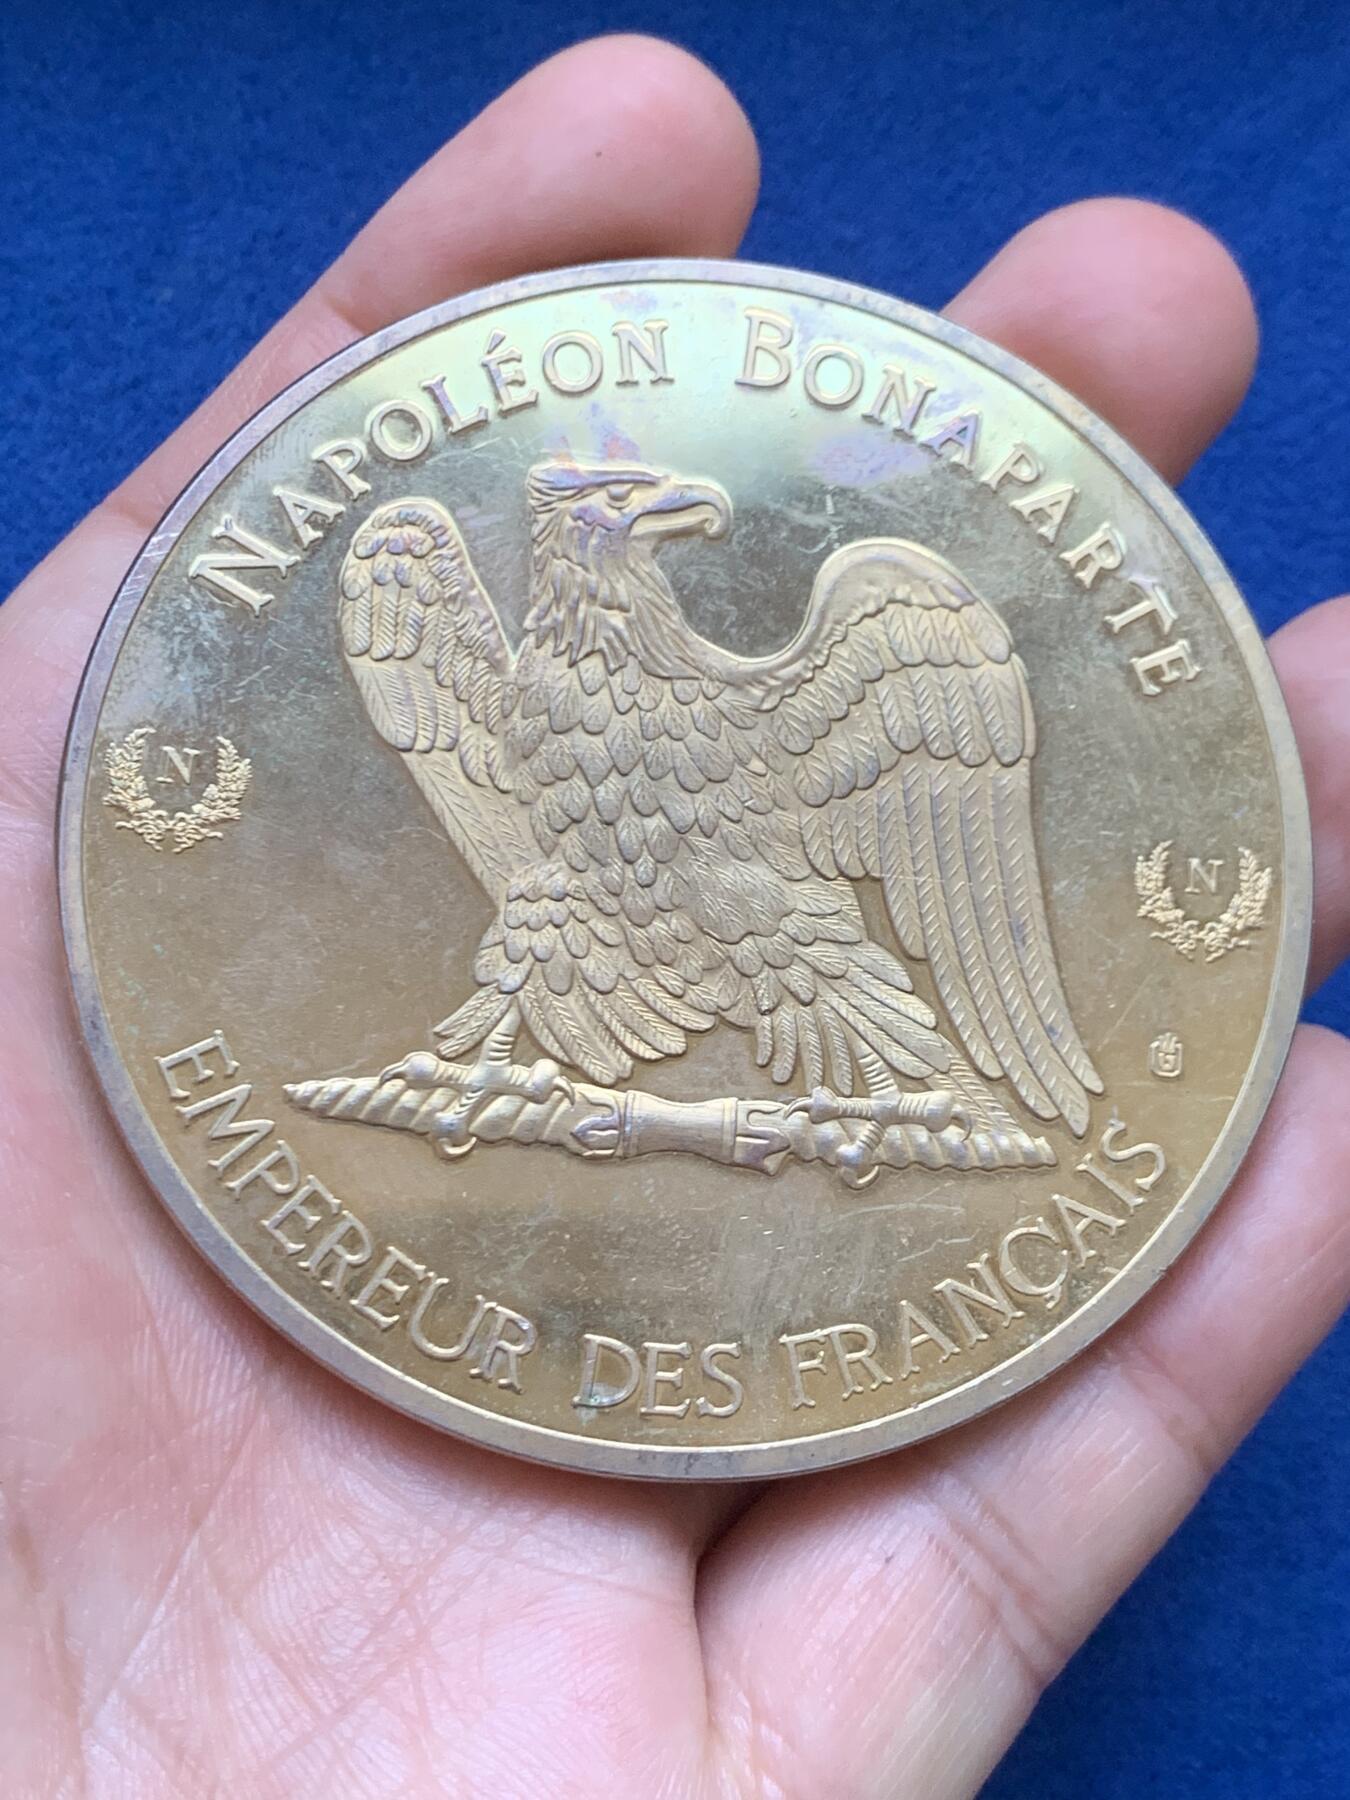 NAPOLÉON BONAPARTE
N
N
EMPEREUR DES FRANÇAIS